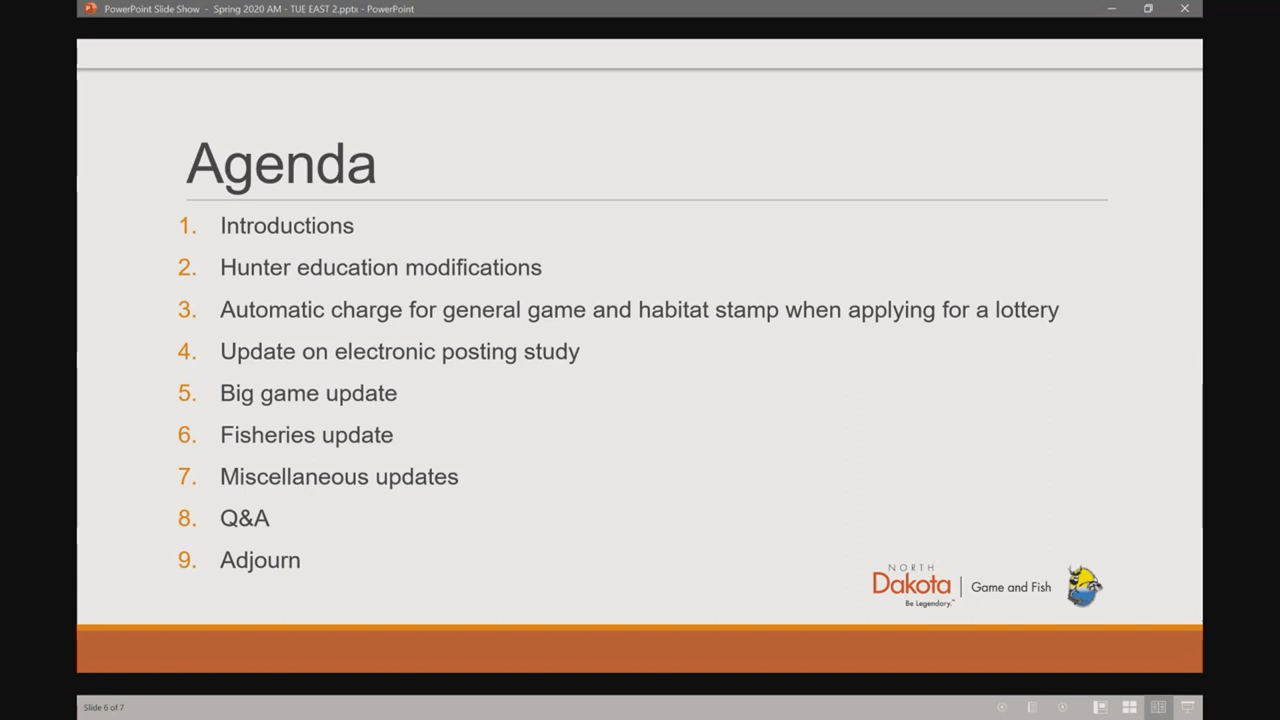 PowerPoint Slide Show - Spring 2020 AM - TUE EAST 2.pptx - PowerPoint
Agenda
1. Introductions
2. Hunter education modifications
3. Automatic charge for general game and habitat stamp when applying for a lottery
4. Update on electronic posting study
5. Big game update
6. Fisheries update
7. Miscellaneous updates
8. Q&A
9. Adjourn
NORTH
Dakota | Game and Fish
Be Legendary.™
Slide 6 of 7